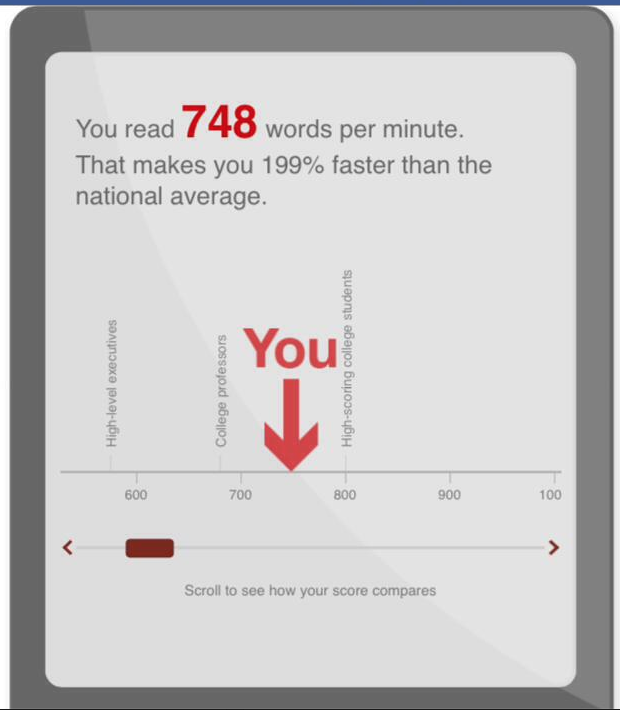 You read 748 words per minute.
That makes you 199% faster than the
national average.
High-level executives
College professors
You
High-scoring college students
600
700
800
900
100
Scroll to see how your score compares